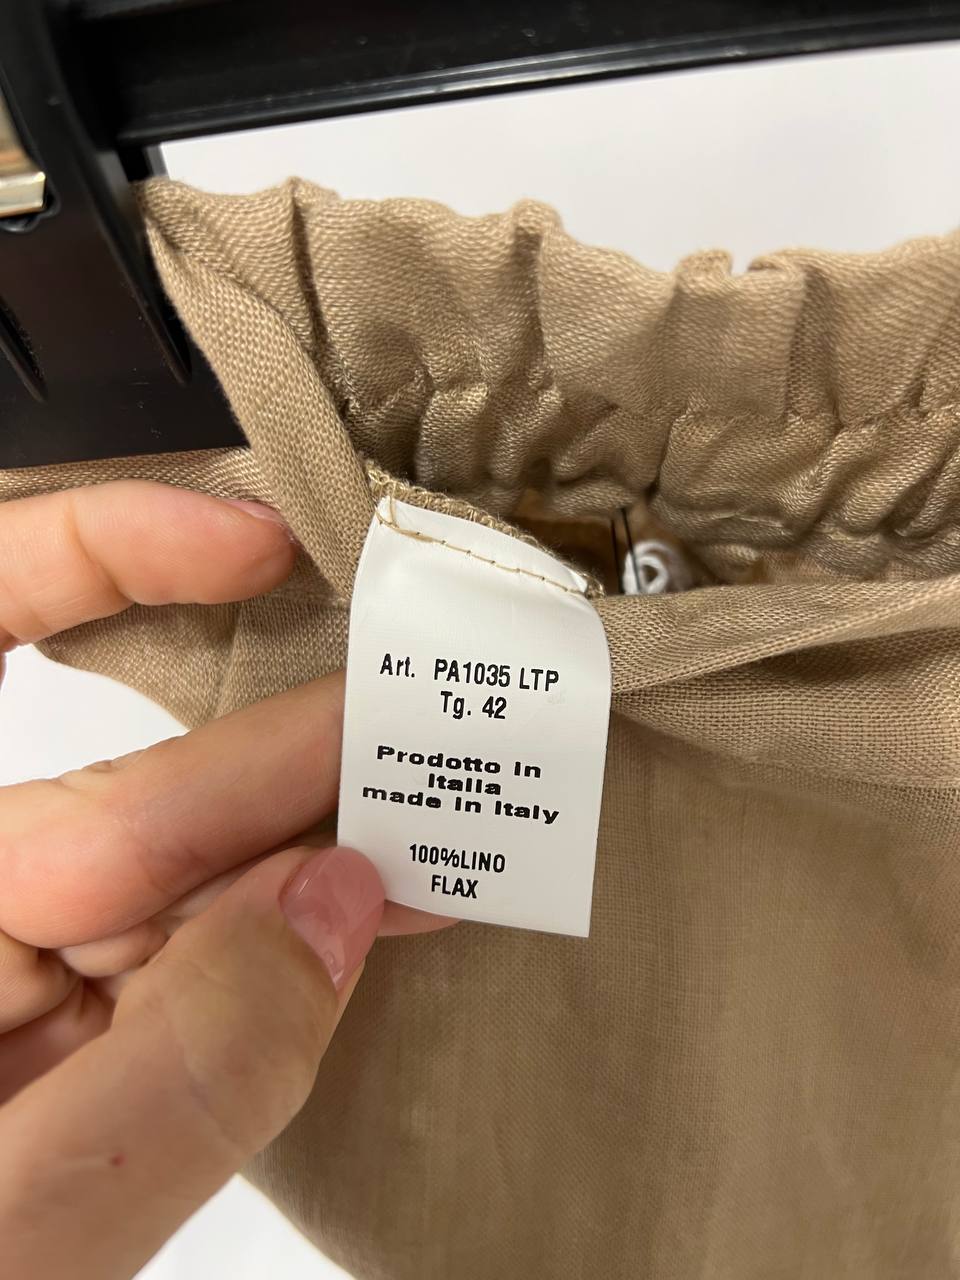 Art. PA1035 LTP
Tg. 42
Prodotto in
Italia
made in Italy
100%LINO
FLAX